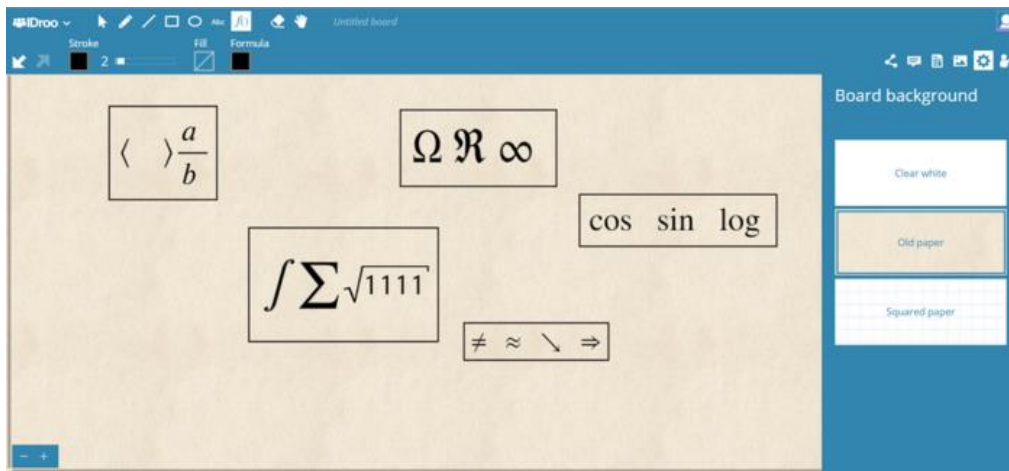 IDroo
Abc f() Untitled board
Stroke Fill Formula
2
Board background
⟨ ⟩ a/b
Ω ℜ ∞
Clear white
cos sin log
Old paper
∫ ∑ √1111
Squared paper
≠ ≈ ↘ ⇒
− +